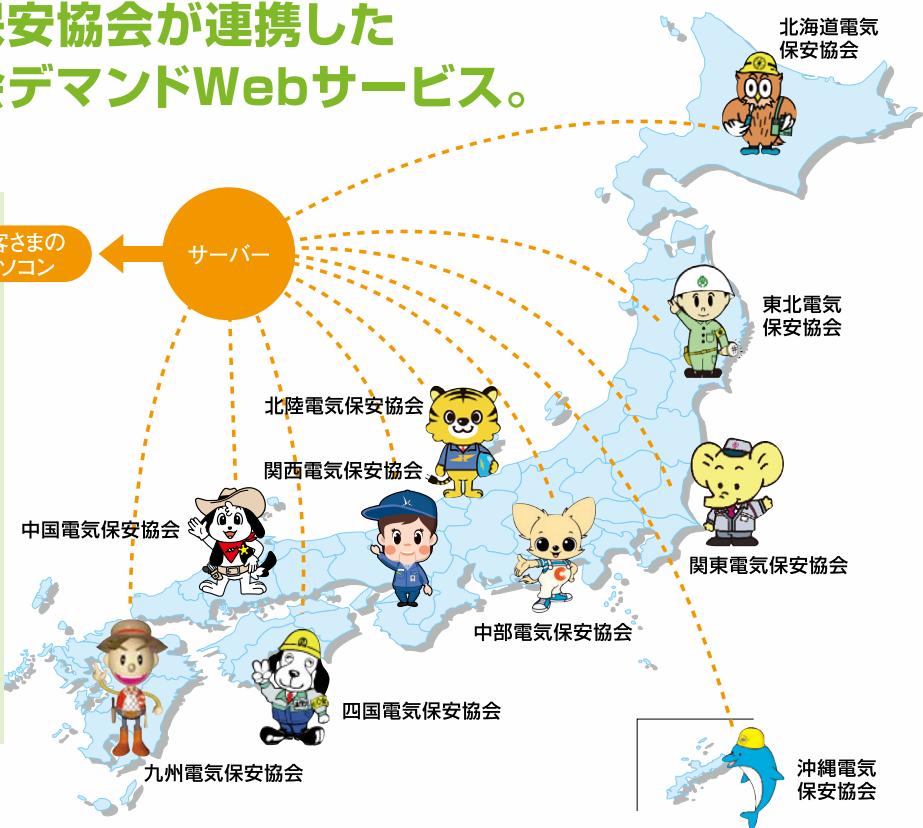 保安協会が連携した
会デマンドWebサービス。
北海道電気
保安協会
客さまの
ソコン
サーバー
東北電気
保安協会
北陸電気保安協会
関西電気保安協会
中国電気保安協会
関東電気保安協会
中部電気保安協会
四国電気保安協会
九州電気保安協会
沖縄電気
保安協会